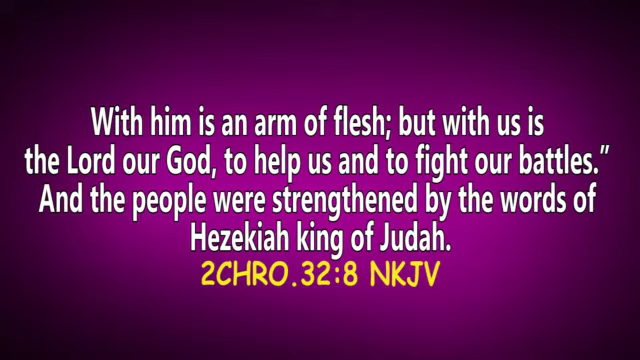 With him is an arm of flesh; but with us is
the Lord our God, to help us and to fight our battles.”
And the people were strengthened by the words of
Hezekiah king of Judah.
2CHRO.32:8 NKJV